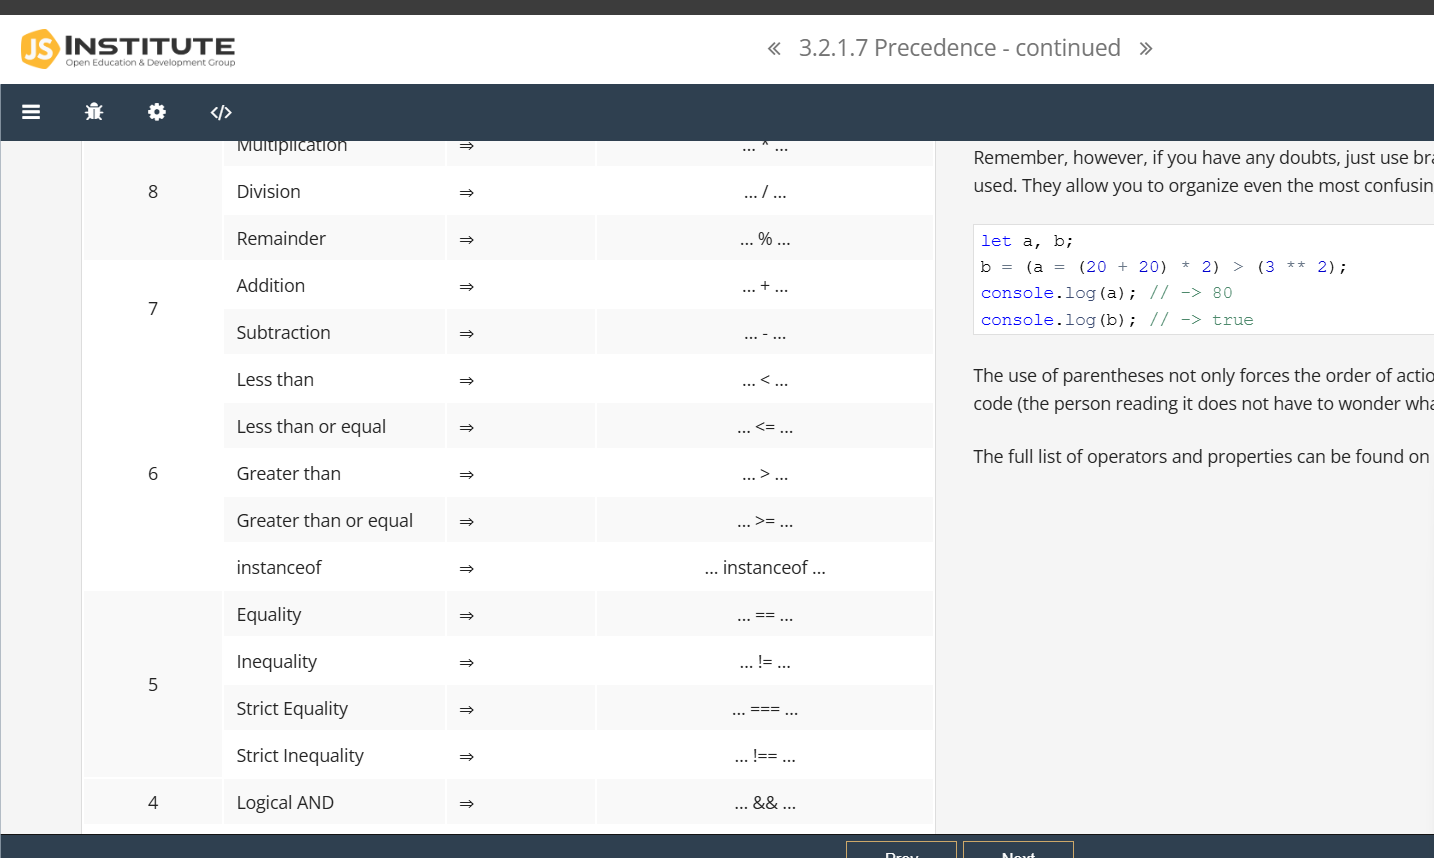 JS INSTITUTE
Open Education & Development Group
« 3.2.1.7 Precedence - continued »
</>
Multiplication ⇒ ... * ...
8 Division ⇒ ... / ...
Remainder ⇒ ... % ...
7 Addition ⇒ ... + ...
Subtraction ⇒ ... - ...
Less than ⇒ ... < ...
Less than or equal ⇒ ... <= ...
6 Greater than ⇒ ... > ...
Greater than or equal ⇒ ... >= ...
instanceof ⇒ ... instanceof ...
Equality ⇒ ... == ...
Inequality ⇒ ... != ...
5
Strict Equality ⇒ ... === ...
Strict Inequality ⇒ ... !== ...
4 Logical AND ⇒ ... && ...
Remember, however, if you have any doubts, just use bra
used. They allow you to organize even the most confusin
let a, b;
b = (a = (20 + 20) * 2) > (3 ** 2);
console.log(a); // -> 80
console.log(b); // -> true
The use of parentheses not only forces the order of actio
code (the person reading it does not have to wonder wha
The full list of operators and properties can be found on
Prev Next